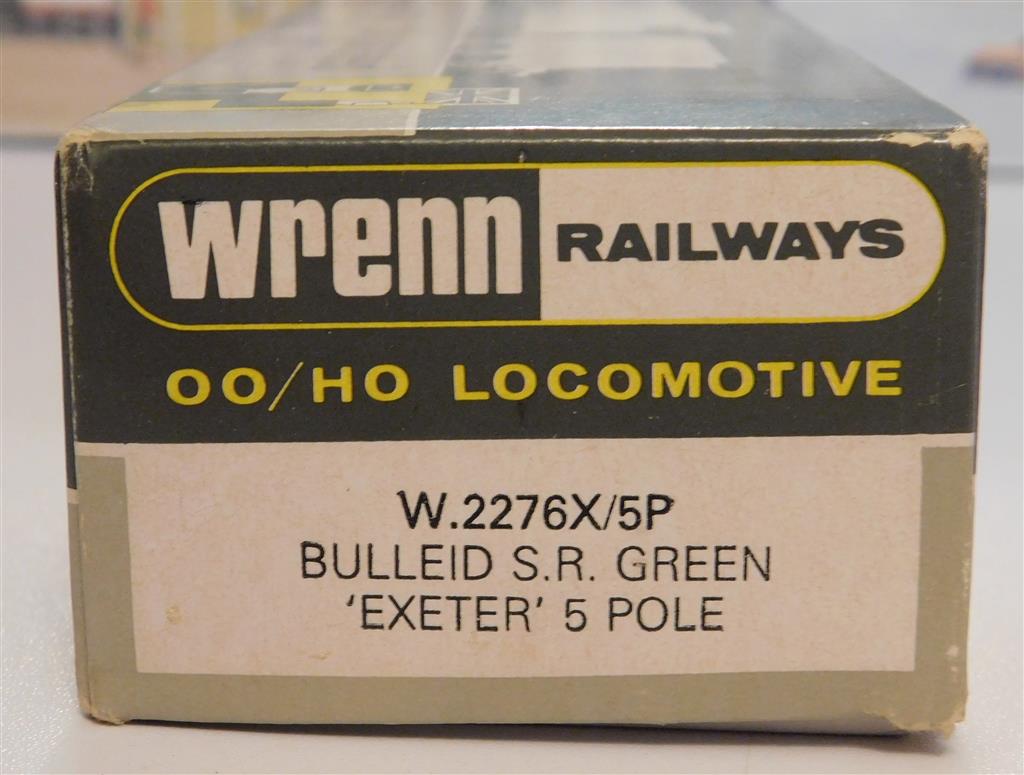 wrenn RAILWAYS
OO/HO LOCOMOTIVE
W.2276X/5P
BULLEID S.R. GREEN
'EXETER' 5 POLE